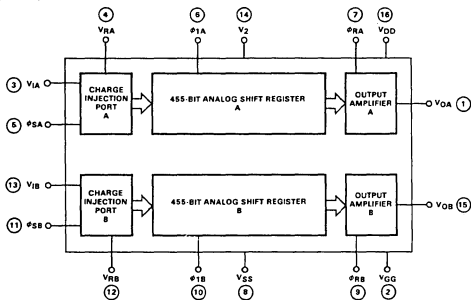 4 6 14 7 16
VRA ϕ1A V2 ϕRA VDD
3 VIA
CHARGE INJECTION PORT A
455-BIT ANALOG SHIFT REGISTER A
OUTPUT AMPLIFIER A
VOA 1
5 ϕSA
13 VIB
CHARGE INJECTION PORT B
455-BIT ANALOG SHIFT REGISTER B
OUTPUT AMPLIFIER B
VOB 15
11 ϕSB
VRB ϕ1B VSS ϕRB VGG
12 10 8 9 2